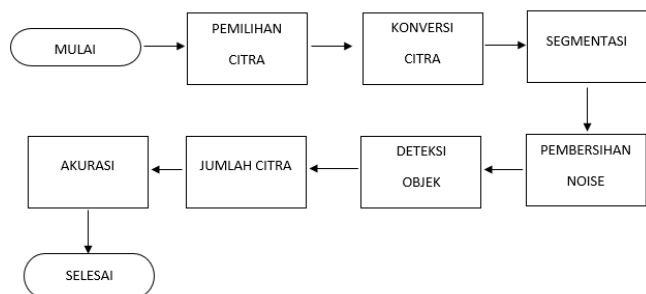 MULAI
PEMILIHAN
CITRA
KONVERSI
CITRA
SEGMENTASI
PEMBERSIHAN
NOISE
DETEKSI
OBJEK
JUMLAH CITRA
AKURASI
SELESAI